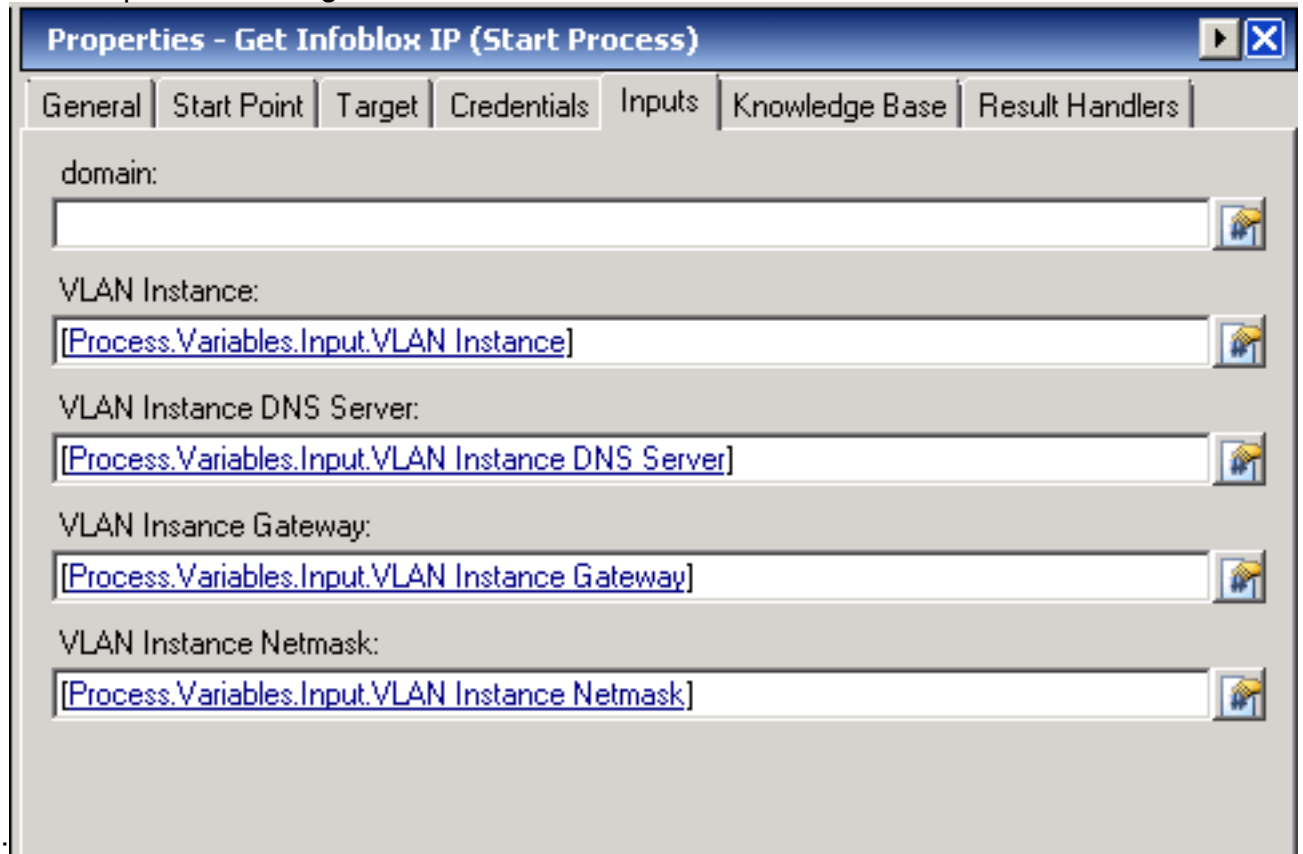 Properties - Get Infoblox IP (Start Process)
General Start Point Target Credentials Inputs Knowledge Base Result Handlers
domain:
VLAN Instance:
[Process.Variables.Input.VLAN Instance]
VLAN Instance DNS Server:
[Process.Variables.Input.VLAN Instance DNS Server]
VLAN Insance Gateway:
[Process.Variables.Input.VLAN Instance Gateway]
VLAN Instance Netmask:
[Process.Variables.Input.VLAN Instance Netmask]
.